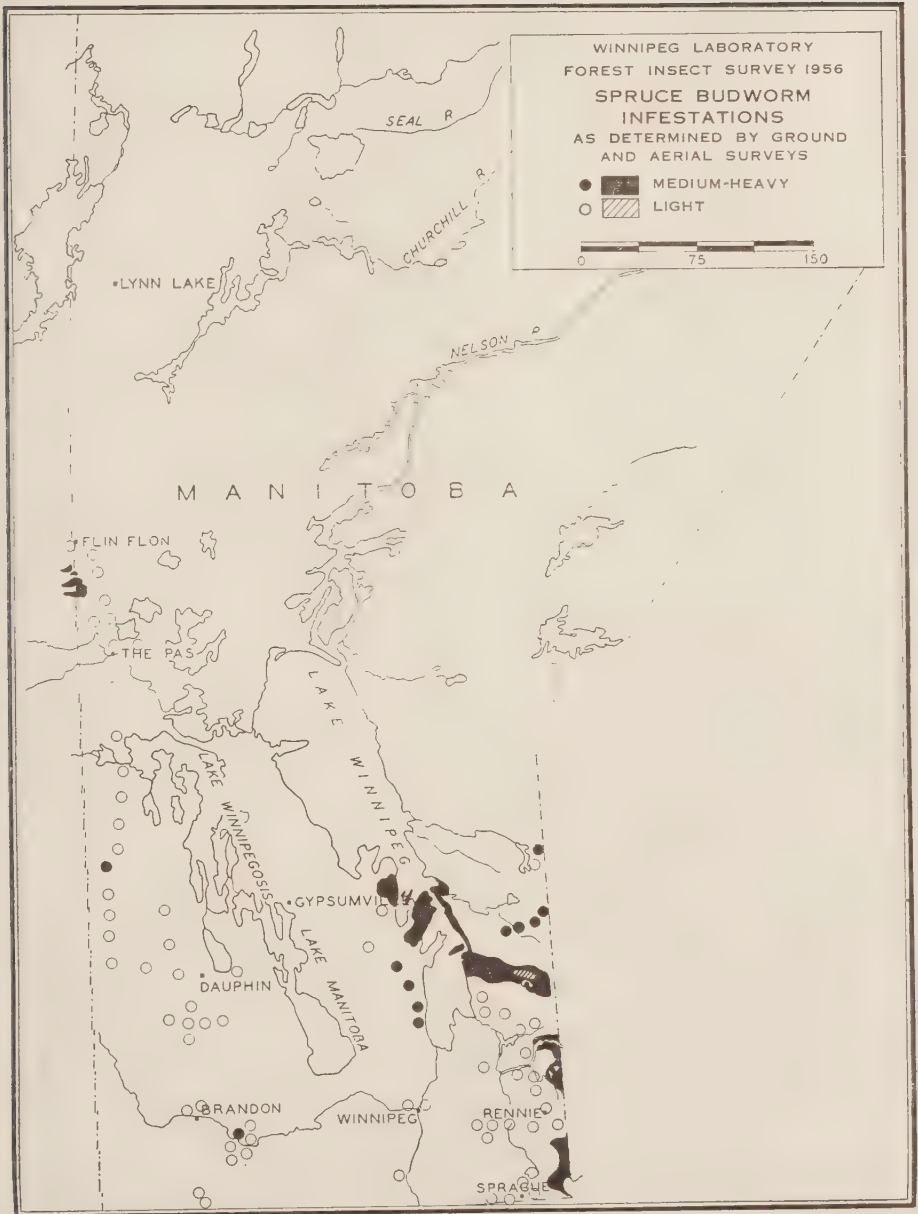 WINNIPEG LABORATORY
FOREST INSECT SURVEY 1956
SPRUCE BUDWORM
INFESTATIONS
AS DETERMINED BY GROUND
AND AERIAL SURVEYS
MEDIUM-HEAVY
LIGHT
0 75 150
SEAL R
CHURCHILL R
LYNN LAKE
NELSON R
MANITOBA
FLIN FLON
THE PAS
LAKE WINNIPEG
LAKE WINNIPEGOSIS
GYPSUMVILLE
LAKE MANITOBA
DAUPHIN
BRANDON
WINNIPEG
RENNIE
SPRAGUE